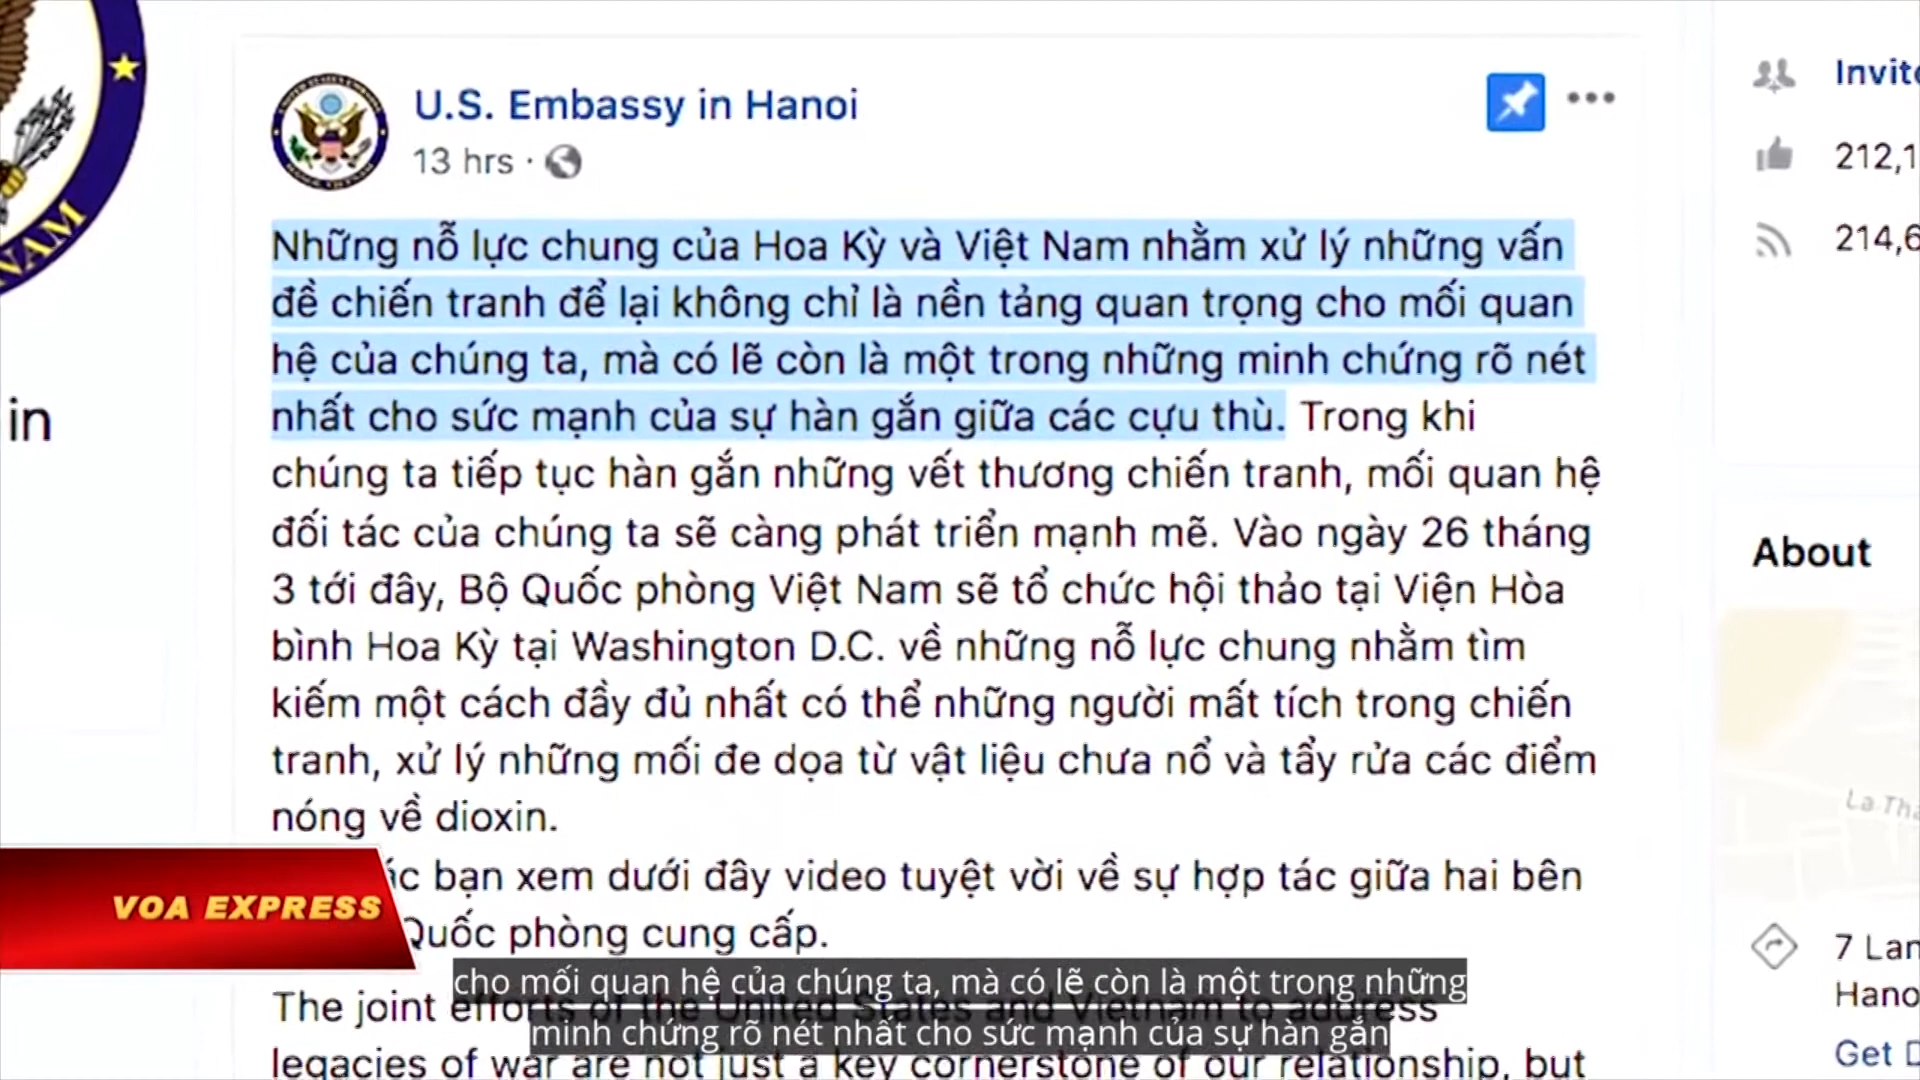 U.S. Embassy in Hanoi
13 hrs ·
Những nỗ lực chung của Hoa Kỳ và Việt Nam nhằm xử lý những vấn
đề chiến tranh để lại không chỉ là nền tảng quan trọng cho mối quan
hệ của chúng ta, mà có lẽ còn là một trong những minh chứng rõ nét
nhất cho sức mạnh của sự hàn gắn giữa các cựu thù. Trong khi
chúng ta tiếp tục hàn gắn những vết thương chiến tranh, mối quan hệ
đối tác của chúng ta sẽ càng phát triển mạnh mẽ. Vào ngày 26 tháng
3 tới đây, Bộ Quốc phòng Việt Nam sẽ tổ chức hội thảo tại Viện Hòa
bình Hoa Kỳ tại Washington D.C. về những nỗ lực chung nhằm tìm
kiếm một cách đầy đủ nhất có thể những người mất tích trong chiến
tranh, xử lý những mối đe dọa từ vật liệu chưa nổ và tẩy rửa các điểm
nóng về dioxin.
bạn xem dưới đây video tuyệt vời về sự hợp tác giữa hai bên
Quốc phòng cung cấp.
The joint efforts of the United States and Vietnam to address
legacies of war are not just a key cornerstone of our relationship, but
cho mối quan hệ của chúng ta, mà có lẽ còn là một trong những
minh chứng rõ nét nhất cho sức mạnh của sự hàn gắn
VOA EXPRESS
NAM
in
212,1
214,6
About
La
7
Get